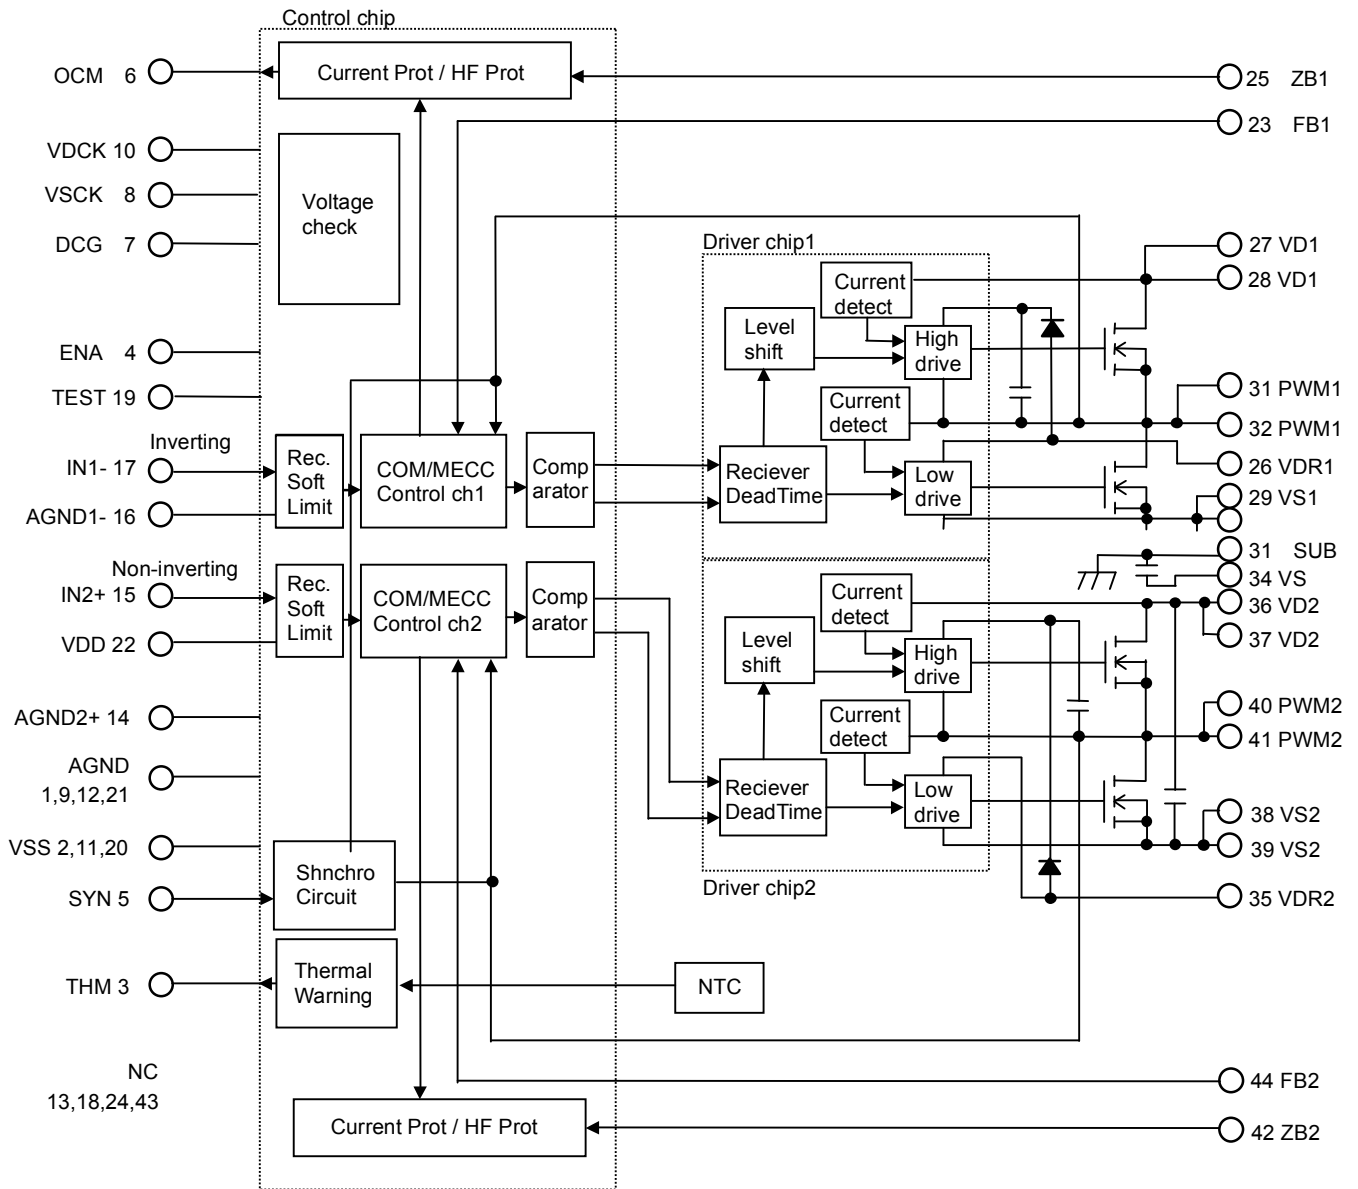 Control chip
OCM 6
Current Prot / HF Prot
25 ZB1
23 FB1
VDCK 10
VSCK 8
DCG 7
Voltage
check
Driver chip1
27 VD1
28 VD1
Current
detect
Level
shift
High
drive
ENA 4
TEST 19
31 PWM1
32 PWM1
Current
detect
Inverting
IN1- 17
AGND1- 16
Rec.
Soft
Limit
COM/MECC
Control ch1
Comp
arator
Reciever
DeadTime
Low
drive
26 VDR1
29 VS1
31 SUB
34 VS
36 VD2
37 VD2
Non-inverting
IN2+ 15
VDD 22
Rec.
Soft
Limit
COM/MECC
Control ch2
Comp
arator
Current
detect
Level
shift
High
drive
AGND2+ 14
Current
detect
40 PWM2
41 PWM2
AGND
1,9,12,21
Reciever
DeadTime
Low
drive
38 VS2
39 VS2
VSS 2,11,20
SYN 5
Shnchro
Circuit
Driver chip2
35 VDR2
THM 3
Thermal
Warning
NTC
NC
13,18,24,43
44 FB2
Current Prot / HF Prot
42 ZB2